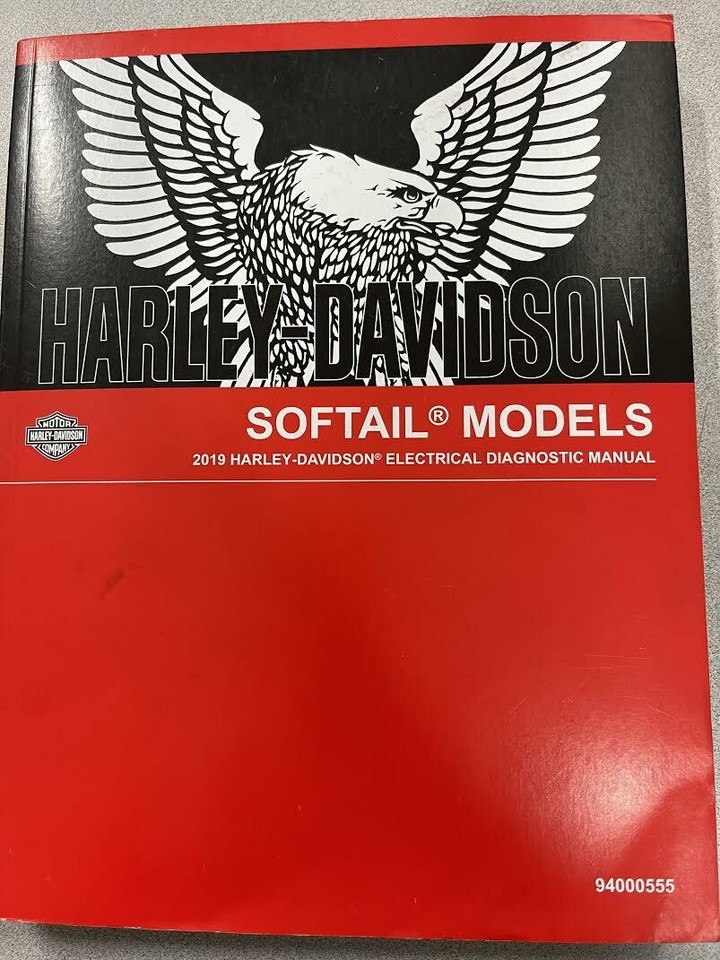 HARLEY-DAVIDSON
SOFTAIL® MODELS
MOTOR
HARLEY-DAVIDSON
COMPANY
2019 HARLEY-DAVIDSON® ELECTRICAL DIAGNOSTIC MANUAL
94000555